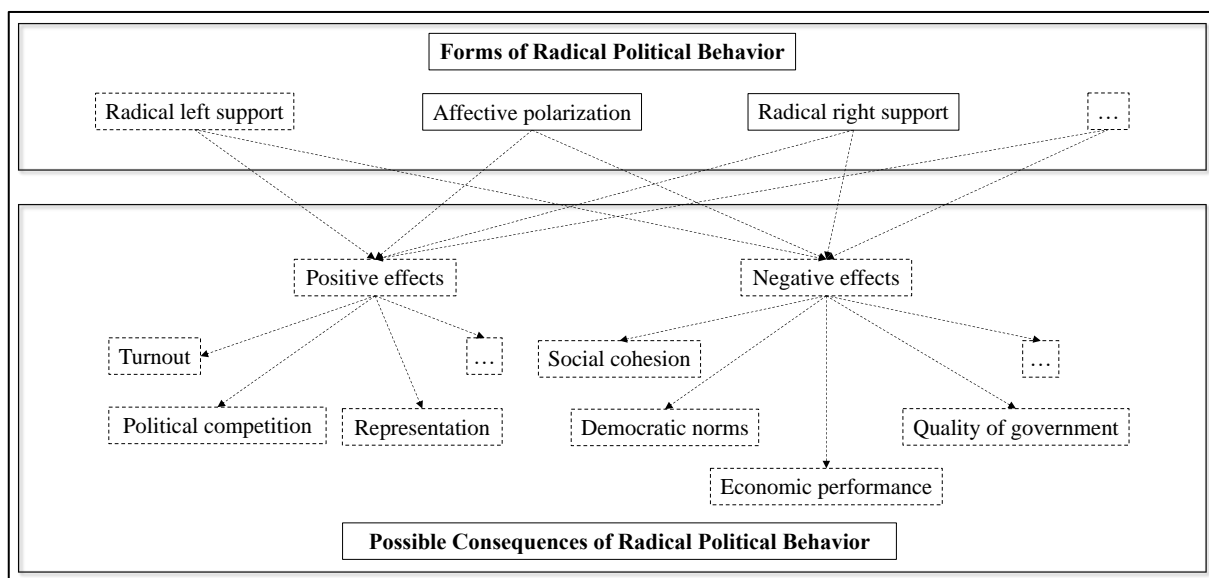 Forms of Radical Political Behavior
Radical left support
Affective polarization
Radical right support
…
Positive effects
Negative effects
Turnout
…
Social cohesion
…
Political competition
Representation
Democratic norms
Quality of government
Economic performance
Possible Consequences of Radical Political Behavior